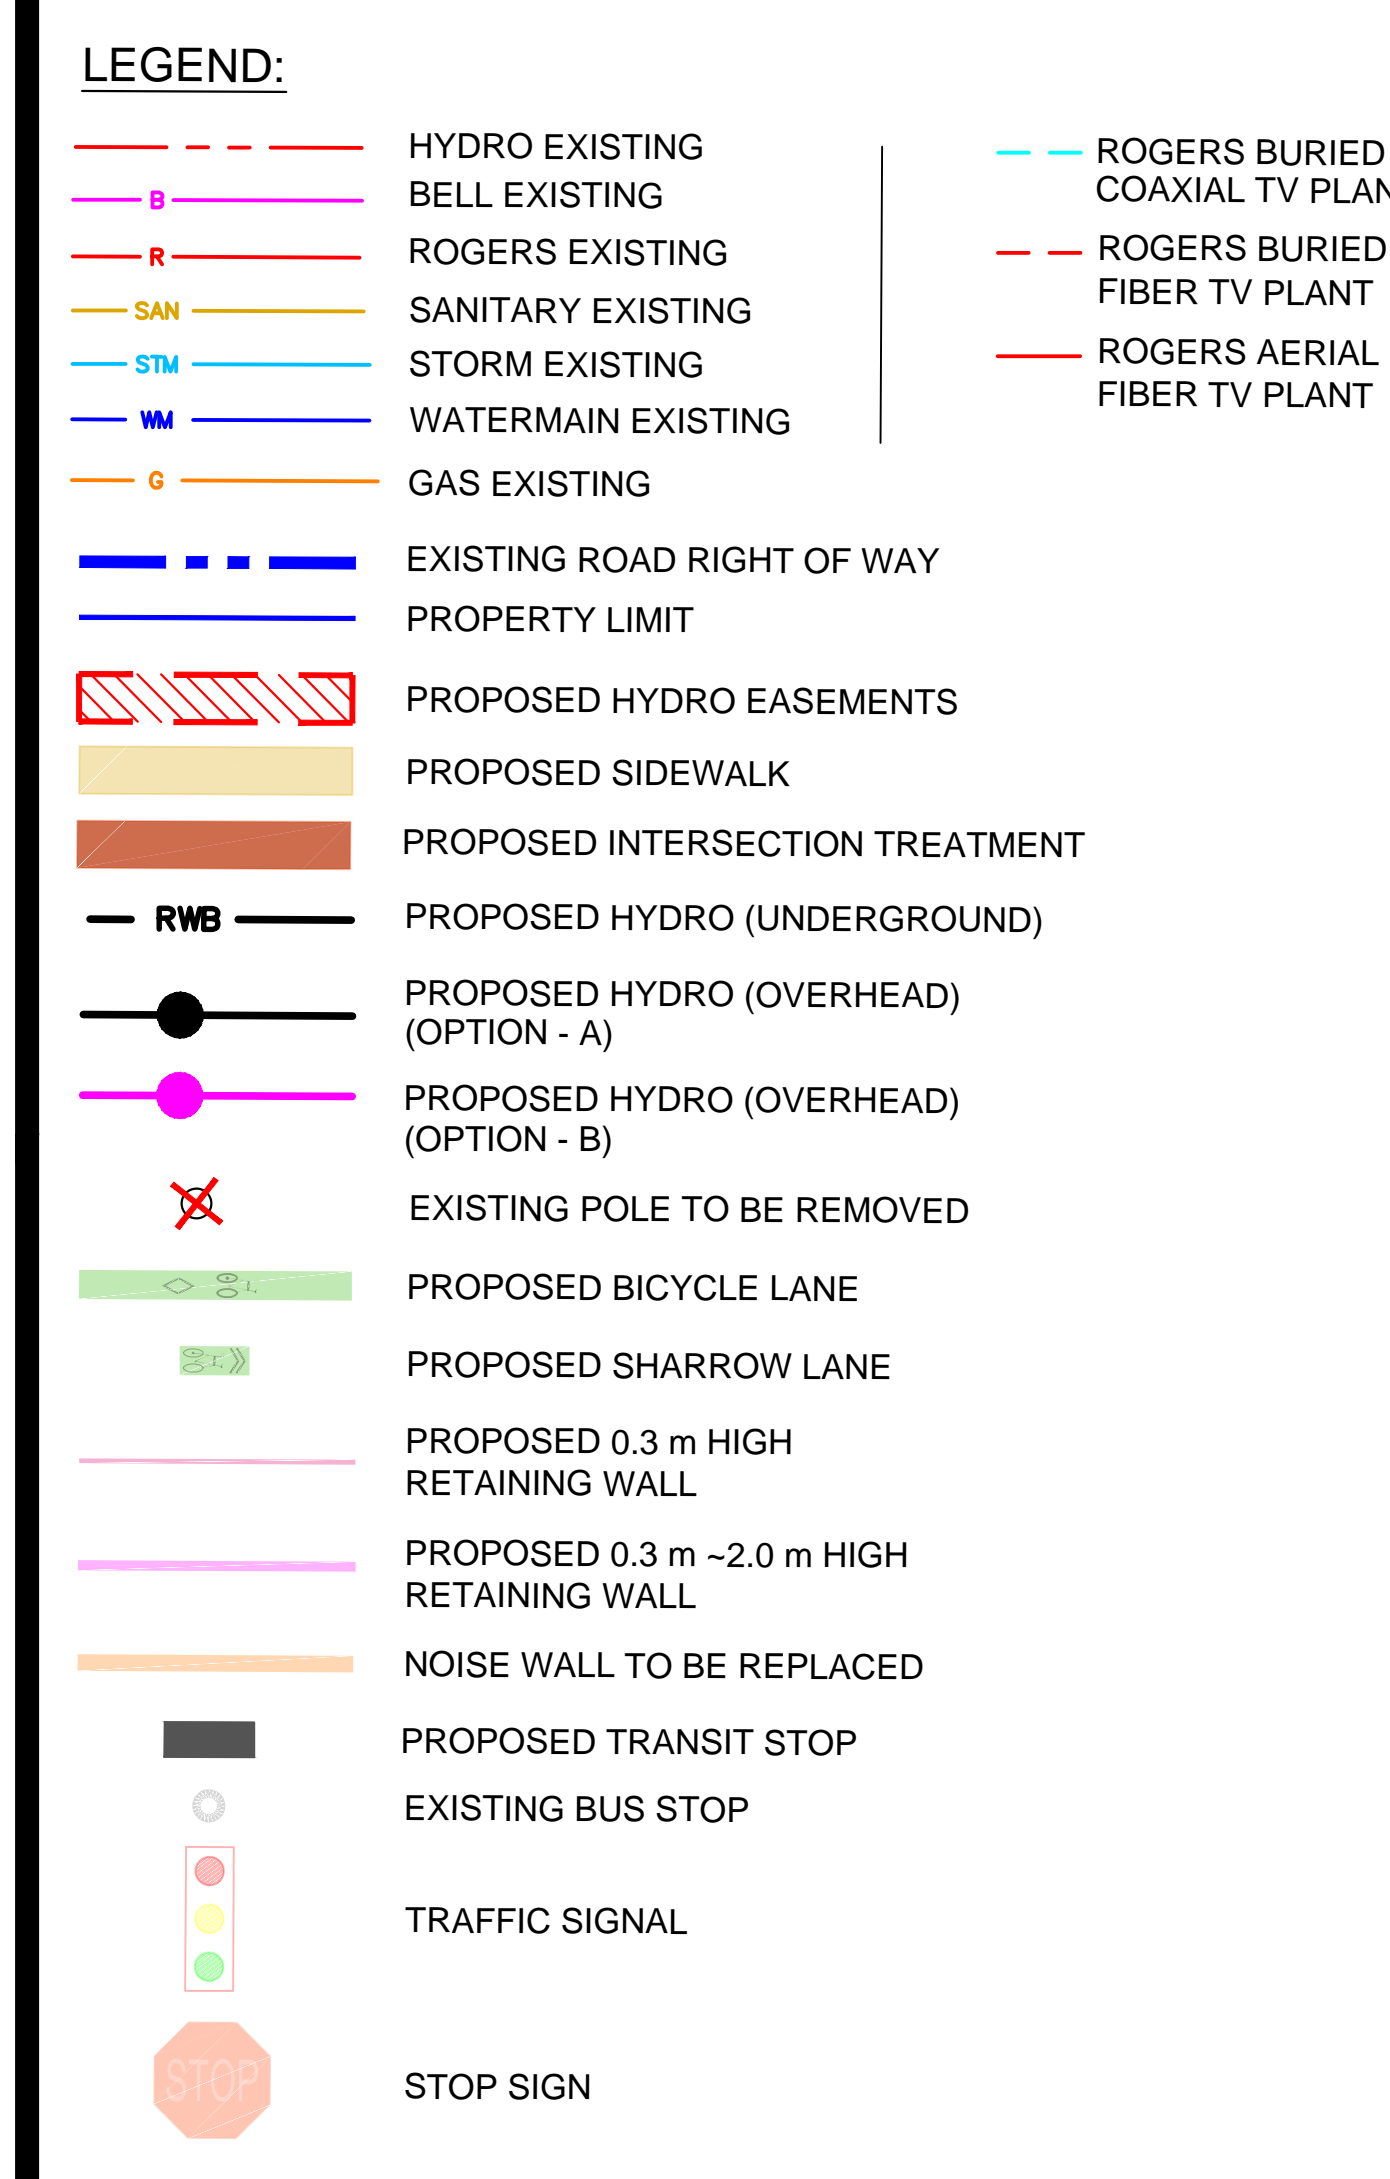 LEGEND:
HYDRO EXISTING
B
BELL EXISTING
R
ROGERS EXISTING
SAN
SANITARY EXISTING
STM
STORM EXISTING
WM
WATERMAIN EXISTING
G
GAS EXISTING
EXISTING ROAD RIGHT OF WAY
PROPERTY LIMIT
PROPOSED HYDRO EASEMENTS
PROPOSED SIDEWALK
PROPOSED INTERSECTION TREATMENT
RWB
PROPOSED HYDRO (UNDERGROUND)
PROPOSED HYDRO (OVERHEAD)
(OPTION - A)
PROPOSED HYDRO (OVERHEAD)
(OPTION - B)
EXISTING POLE TO BE REMOVED
PROPOSED BICYCLE LANE
PROPOSED SHARROW LANE
PROPOSED 0.3 m HIGH
RETAINING WALL
PROPOSED 0.3 m ~2.0 m HIGH
RETAINING WALL
NOISE WALL TO BE REPLACED
PROPOSED TRANSIT STOP
EXISTING BUS STOP
TRAFFIC SIGNAL
STOP
STOP SIGN
ROGERS BURIED
COAXIAL TV PLAN
ROGERS BURIED
FIBER TV PLANT
ROGERS AERIAL
FIBER TV PLANT